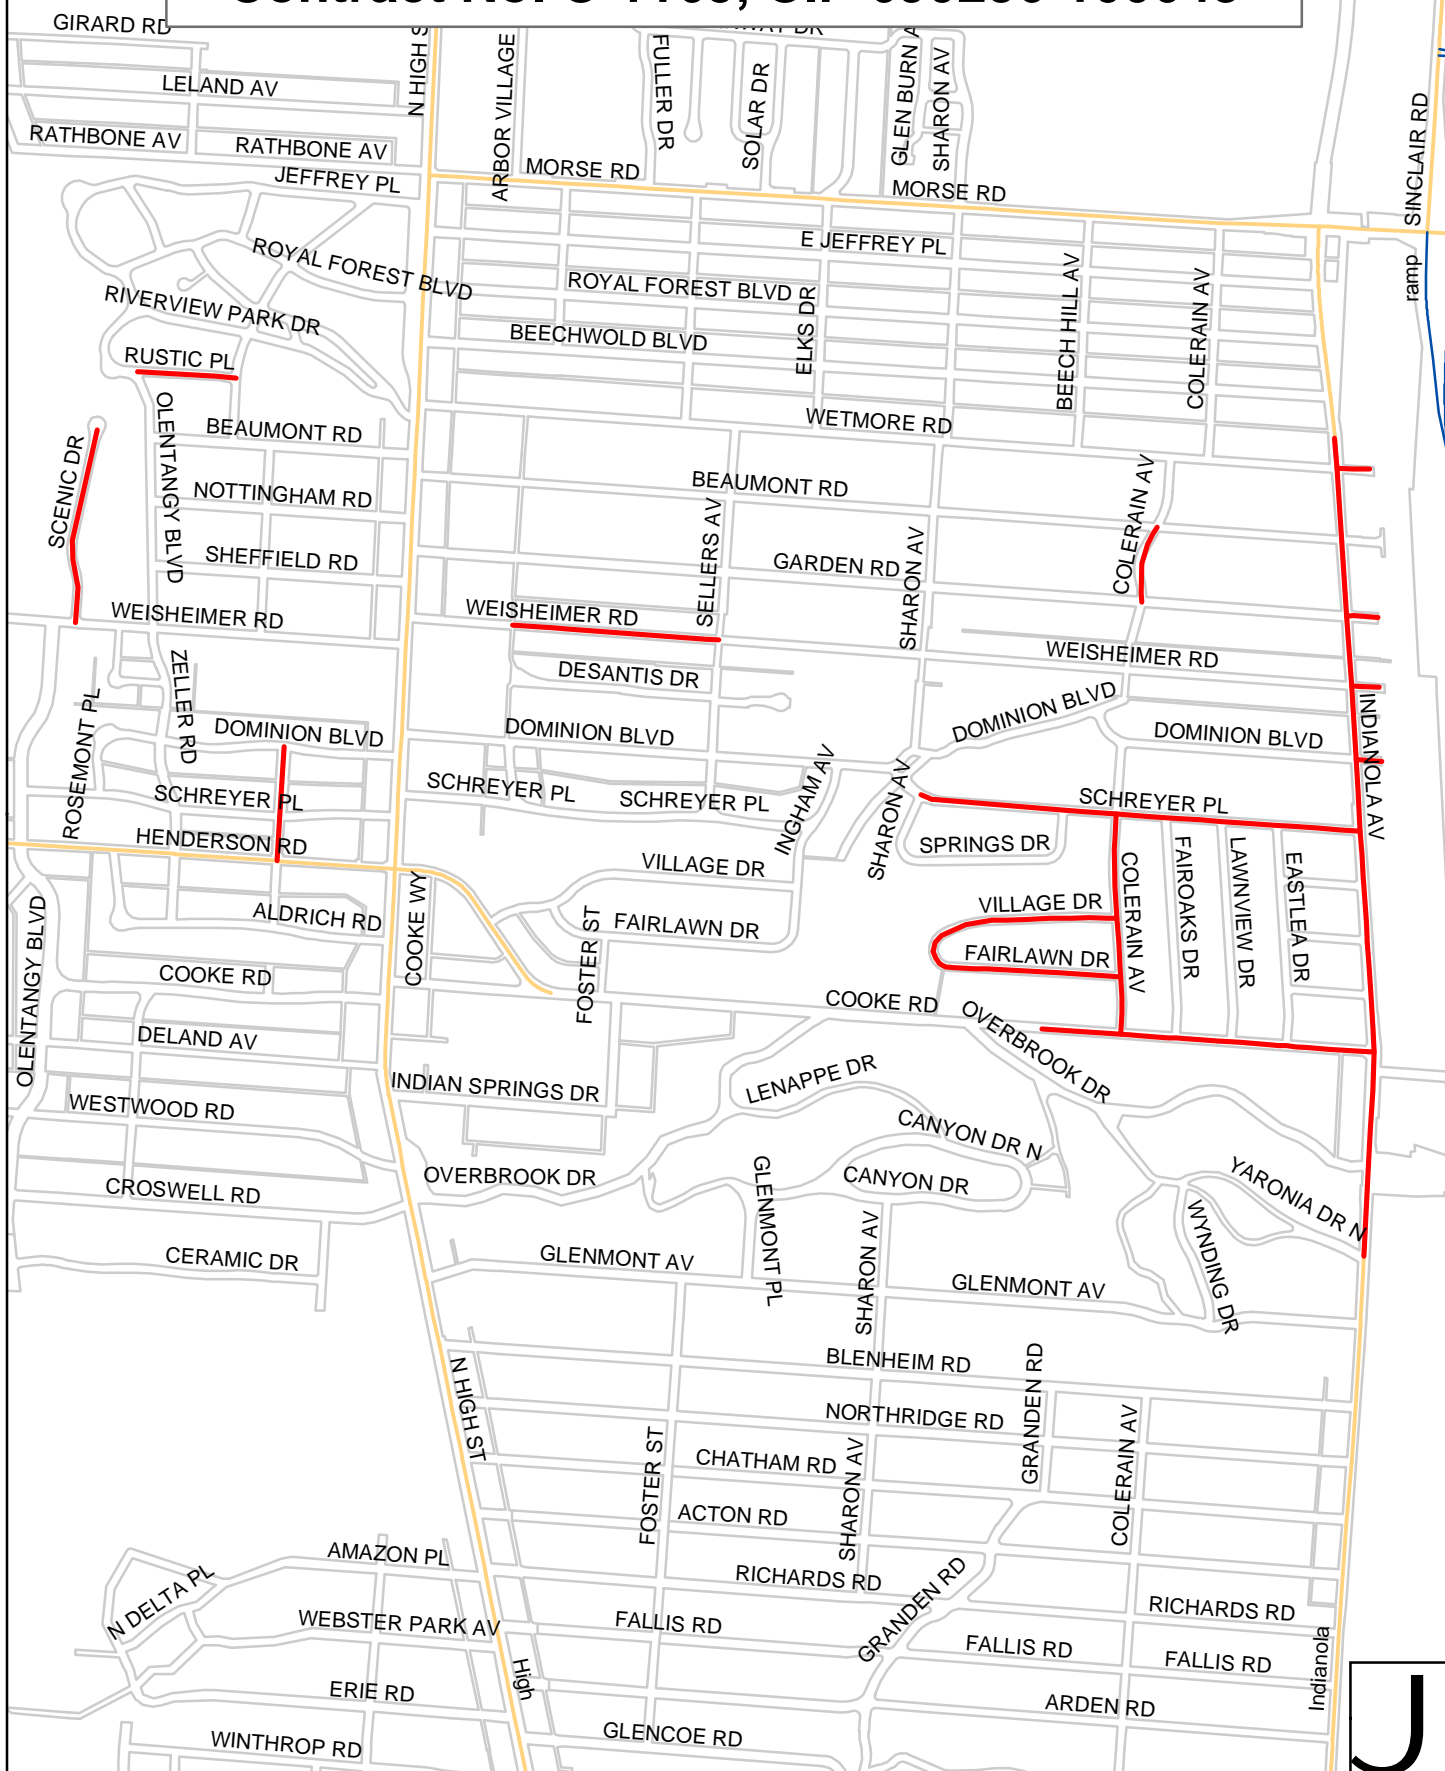 GIRARD RD
LELAND AV
N HIGH S
ARBOR VILLAGE
FULLER DR
SOLAR DR
GLEN BURN A
SHARON AV
SINCLAIR RD
RATHBONE AV
RATHBONE AV
JEFFREY PL
MORSE RD
MORSE RD
ROYAL FOREST BLVD
E JEFFREY PL
ramp
RIVERVIEW PARK DR
ROYAL FOREST BLVD
ELKS DR
BEECH HILL AV
COLERAIN AV
BEECHWOLD BLVD
RUSTIC PL
OLENTANGY BLVD
BEAUMONT RD
WETMORE RD
SCENIC DR
NOTTINGHAM RD
BEAUMONT RD
COLERAIN AV
SELLERS AV
SHARON AV
SHEFFIELD RD
GARDEN RD
WEISHEIMER RD
WEISHEIMER RD
WEISHEIMER RD
ZELLER RD
DESANTIS DR
ROSEMONT PL
DOMINION BLVD
DOMINION BLVD
DOMINION BLVD
DOMINION BLVD
INDIANOLA AV
SCHREYER PL
SCHREYER PL
SCHREYER PL
INGHAM AV
SHARON AV
SCHREYER PL
HENDERSON RD
SPRINGS DR
VILLAGE DR
COLERAIN AV
FAIROAKS DR
LAWNVIEW DR
EASTLEA DR
OLENTANGY BLVD
ALDRICH RD
COOKE WY
FOSTER ST
FAIRLAWN DR
VILLAGE DR
FAIRLAWN DR
COOKE RD
COOKE RD
OVERBROOK DR
DELAND AV
INDIAN SPRINGS DR
LENAPPE DR
WESTWOOD RD
CANYON DR N
OVERBROOK DR
CANYON DR
YARONIA DR N
CROSWELL RD
GLENMONT PL
SHARON AV
WYNDING DR
CERAMIC DR
GLENMONT AV
GLENMONT AV
N HIGH ST
BLENHEIM RD
GRANDEN RD
NORTHRIDGE RD
COLERAIN AV
FOSTER ST
CHATHAM RD
SHARON AV
ACTON RD
AMAZON PL
RICHARDS RD
GRANDEN RD
N DELTA PL
WEBSTER PARK AV
FALLIS RD
RICHARDS RD
FALLIS RD
FALLIS RD
Indianola
High
ERIE RD
ARDEN RD
WINTHROP RD
GLENCOE RD
J